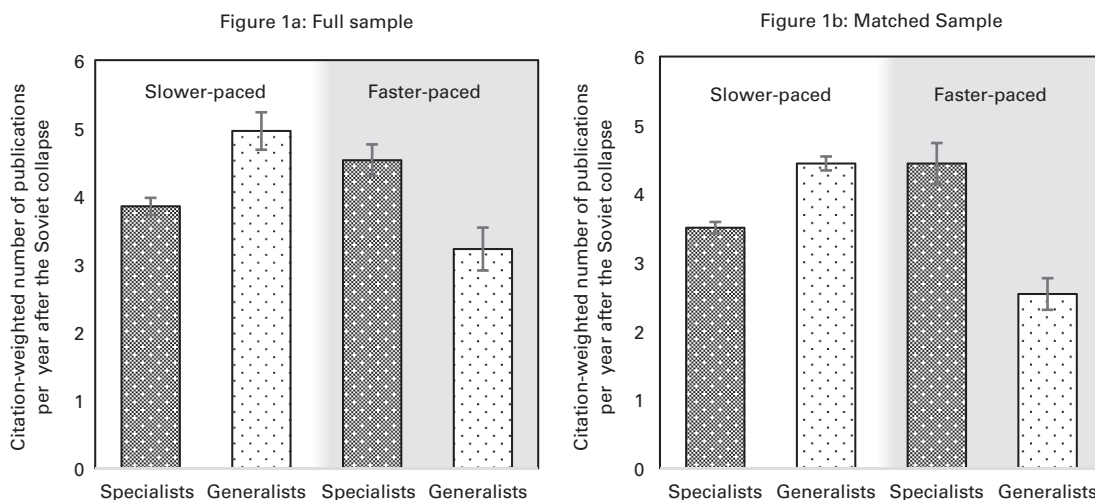 Figure 1a: Full sample
Citation-weighted number of publications
per year after the Soviet collapse
6
5
4
3
2
1
0
Slower-paced
Faster-paced
Specialists Generalists Specialists Generalists
Figure 1b: Matched Sample
Citation-weighted number of publications
per year after the Soviet collapse
6
5
4
3
2
1
0
Slower-paced
Faster-paced
Specialists Generalists Specialists Generalists